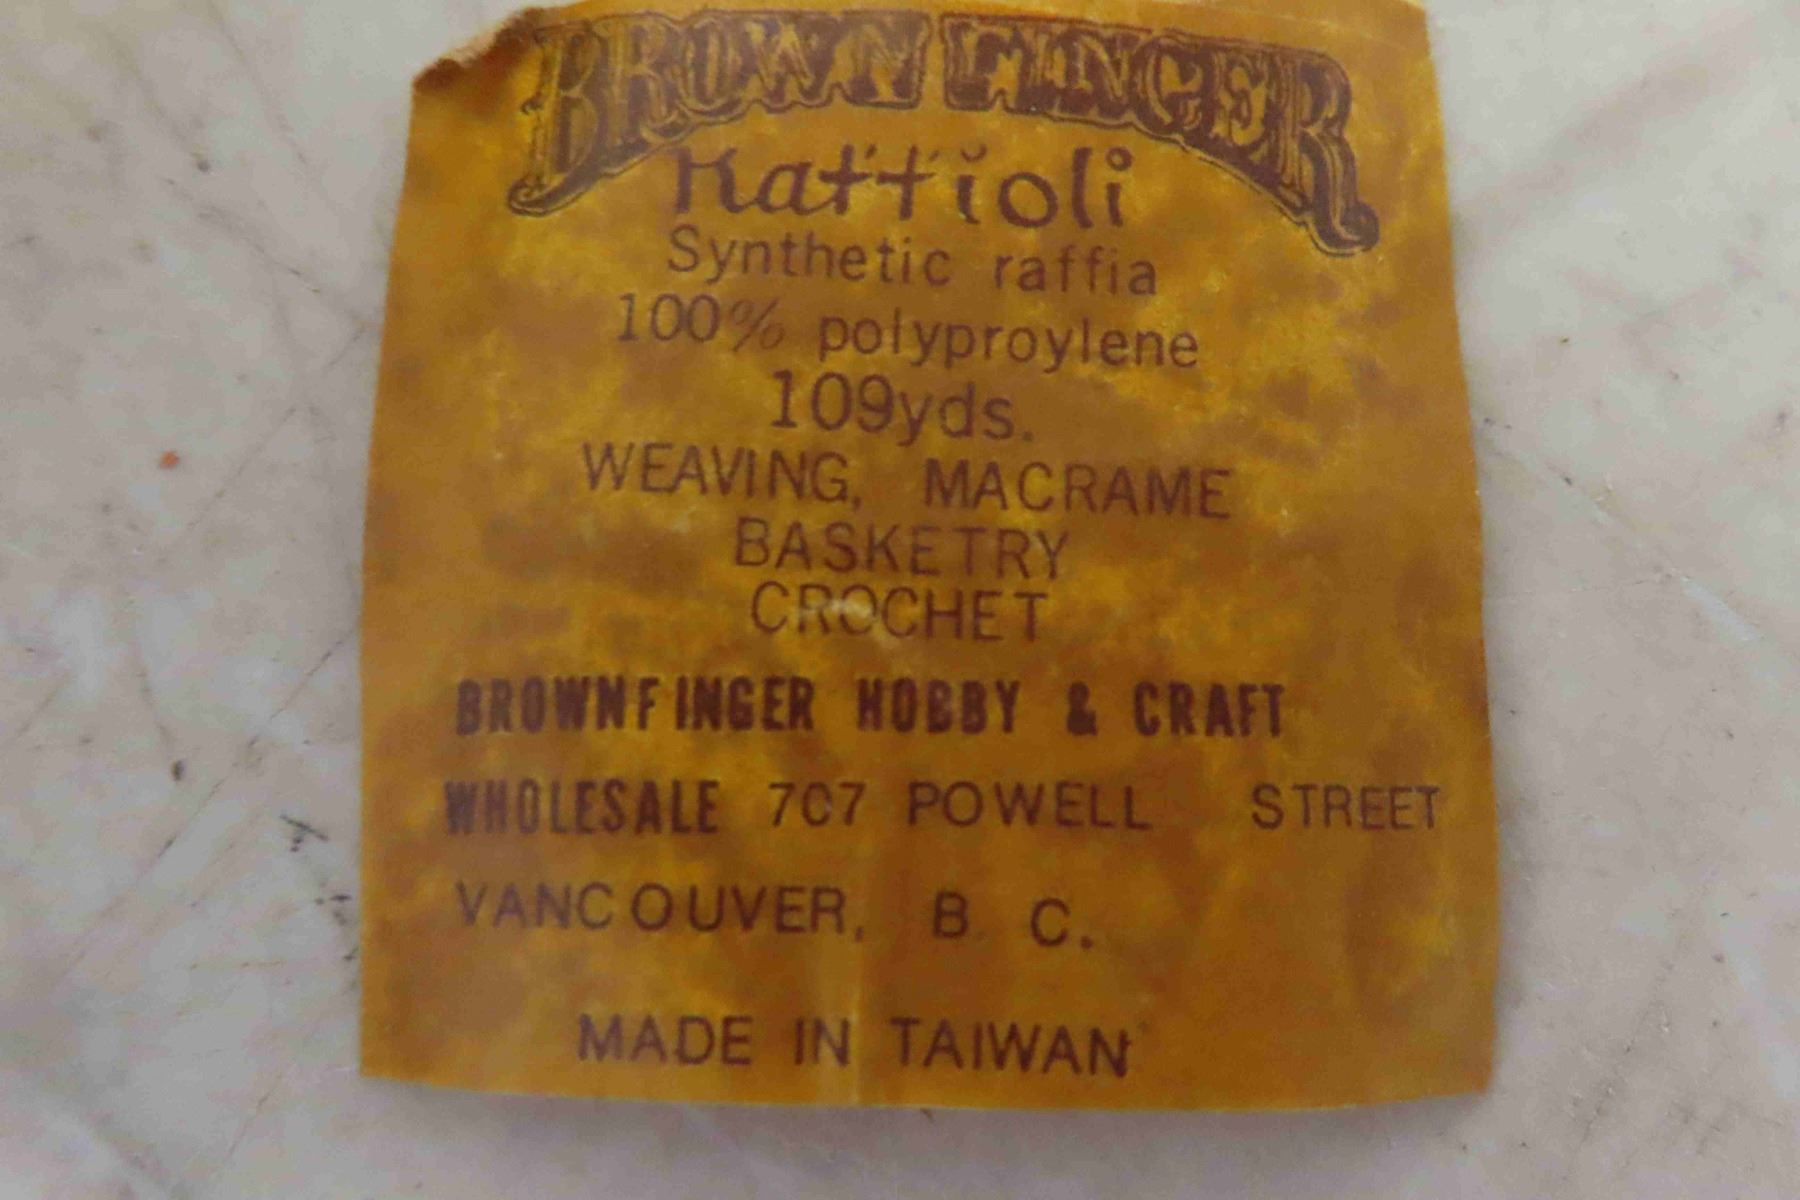 BROWN FINGER
Raffioli
Synthetic raffia
100% polyproylene
109yds.
WEAVING, MACRAME
BASKETRY
CROCHET
BROWNFINGER HOBBY & CRAFT
WHOLESALE 707 POWELL STREET
VANCOUVER, B. C.
MADE IN TAIWAN